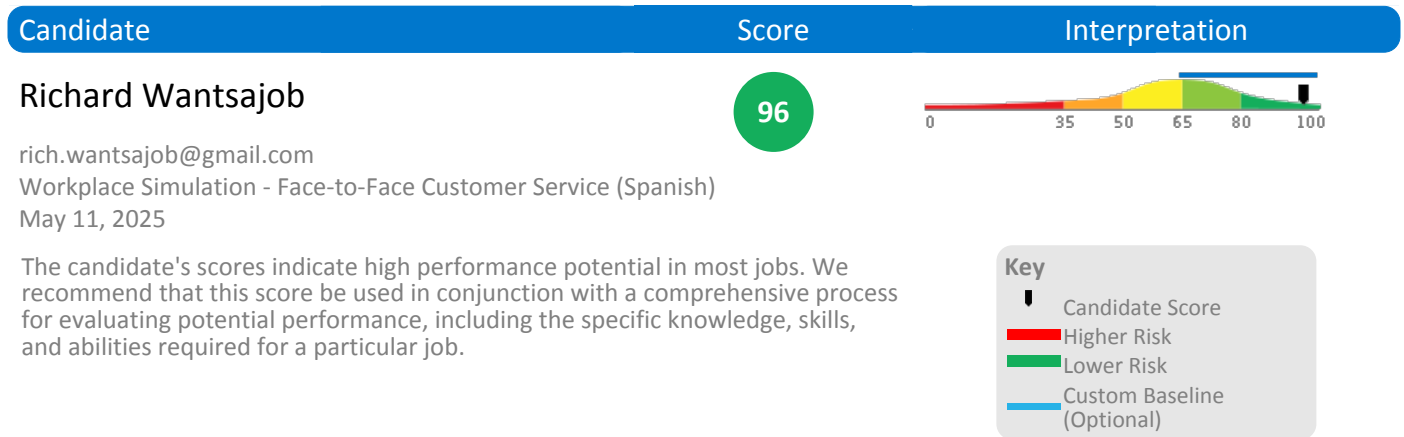 Candidate Score Interpretation
Richard Wantsajob
96
0 35 50 65 80 100
rich.wantsajob@gmail.com
Workplace Simulation - Face-to-Face Customer Service (Spanish)
May 11, 2025
The candidate's scores indicate high performance potential in most jobs. We
recommend that this score be used in conjunction with a comprehensive process
for evaluating potential performance, including the specific knowledge, skills,
and abilities required for a particular job.
Key
Candidate Score
Higher Risk
Lower Risk
Custom Baseline
(Optional)